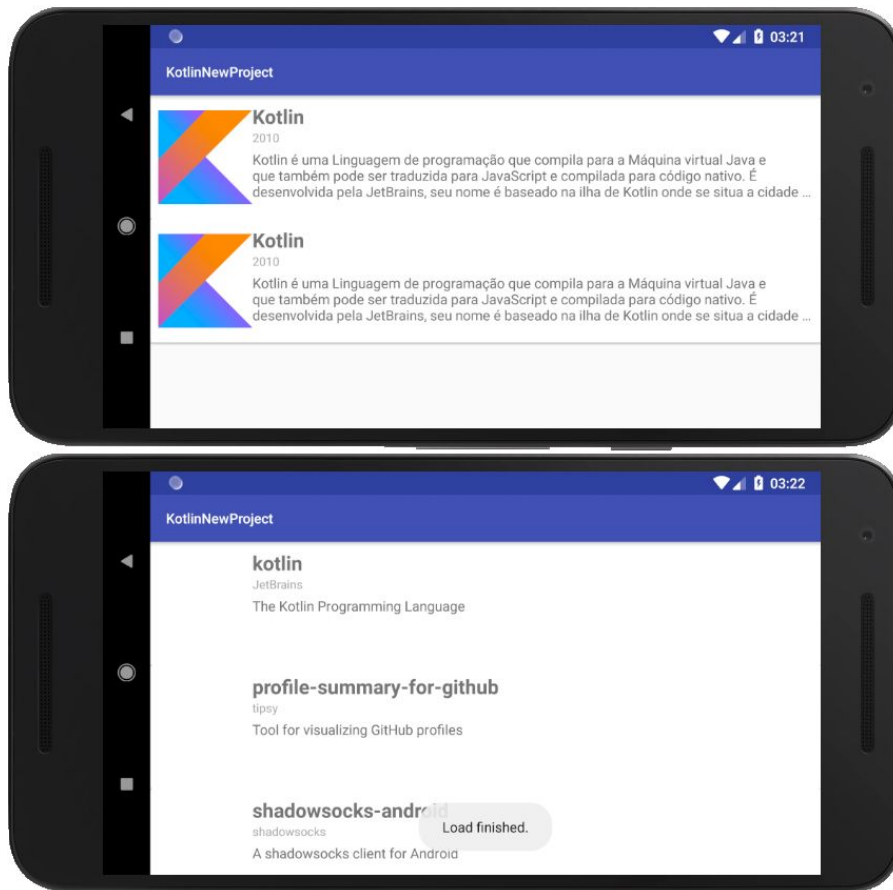 03:21
KotlinNewProject
Kotlin
2010
Kotlin é uma Linguagem de programação que compila para a Máquina virtual Java e
que também pode ser traduzida para JavaScript e compilada para código nativo. É
desenvolvida pela JetBrains, seu nome é baseado na ilha de Kotlin onde se situa a cidade ...
Kotlin
2010
Kotlin é uma Linguagem de programação que compila para a Máquina virtual Java e
que também pode ser traduzida para JavaScript e compilada para código nativo. É
desenvolvida pela JetBrains, seu nome é baseado na ilha de Kotlin onde se situa a cidade ...
03:22
KotlinNewProject
kotlin
JetBrains
The Kotlin Programming Language
profile-summary-for-github
tipsy
Tool for visualizing GitHub profiles
shadowsocks-android
shadowsocks
Load finished.
A shadowsocks client for Android